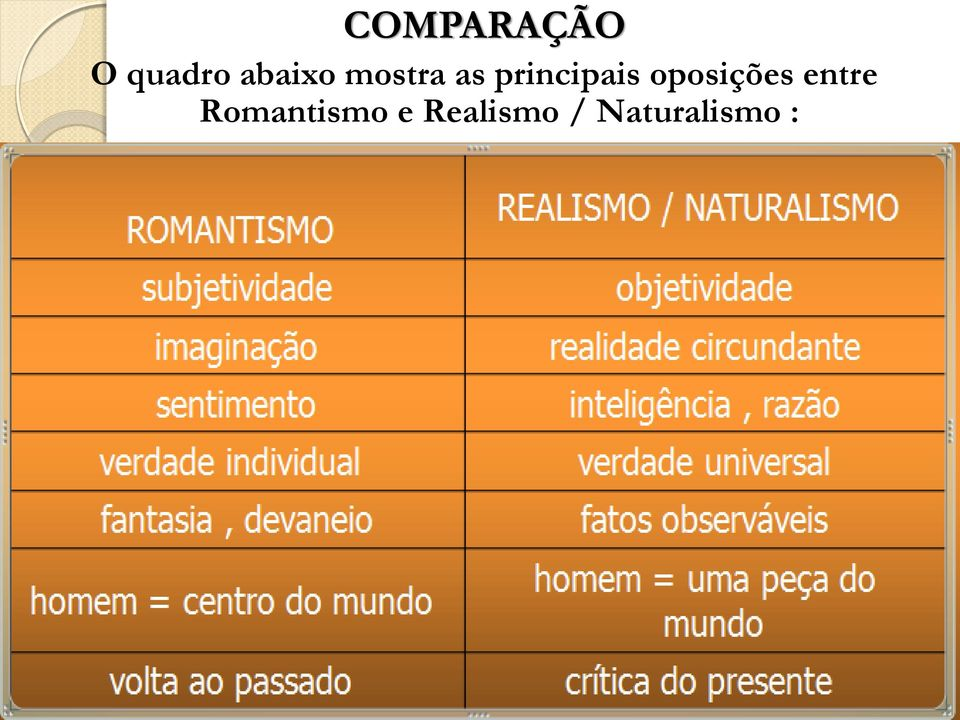 COMPARAÇÃO
O quadro abaixo mostra as principais oposições entre
Romantismo e Realismo / Naturalismo :
ROMANTISMO
REALISMO / NATURALISMO
subjetividade
objetividade
imaginação
realidade circundante
sentimento
inteligência , razão
verdade individual
verdade universal
fantasia , devaneio
fatos observáveis
homem = centro do mundo
homem = uma peça do
mundo
volta ao passado
crítica do presente